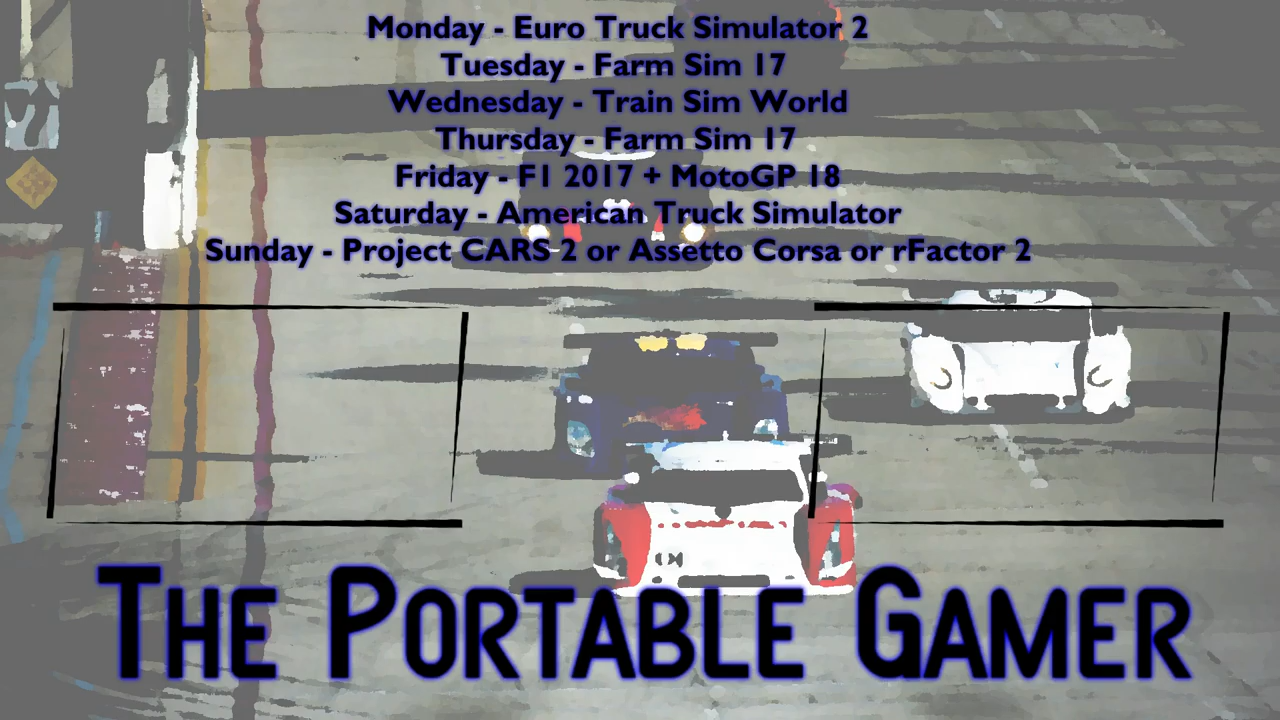 Monday - Euro Truck Simulator 2
Tuesday - Farm Sim 17
Wednesday - Train Sim World
Thursday - Farm Sim 17
Friday - F1 2017 + MotoGP 18
Saturday - American Truck Simulator
Sunday - Project CARS 2 or Assetto Corsa or rFactor 2
The Portable Gamer